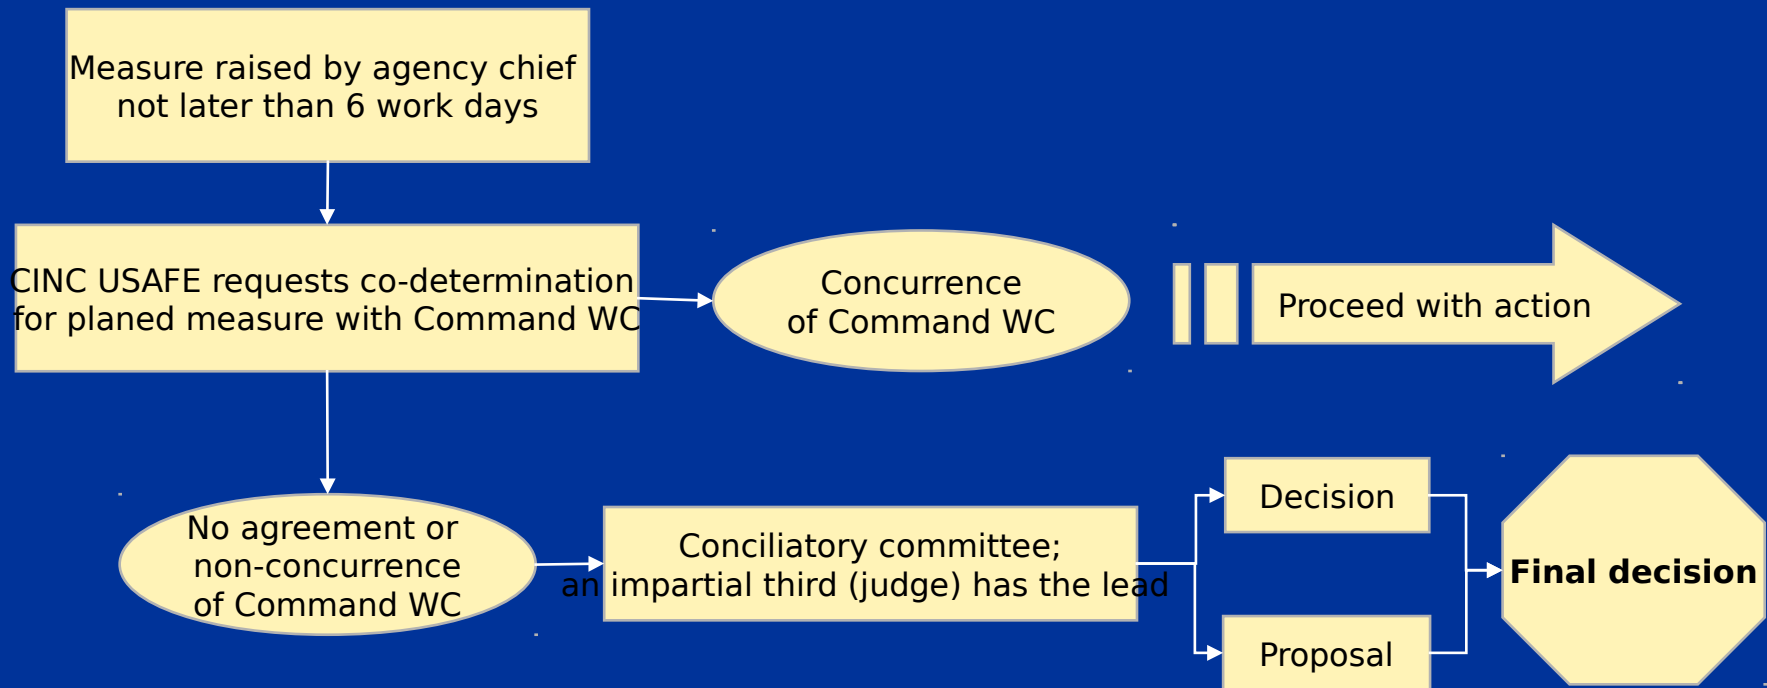 Measure raised by agency chief
not later than 6 work days
CINC USAFE requests co-determination
for planed measure with Command WC
Concurrence
of Command WC
Proceed with action
No agreement or
non-concurrence
of Command WC
Conciliatory committee;
an impartial third (judge) has the lead
Decision
Proposal
Final decision